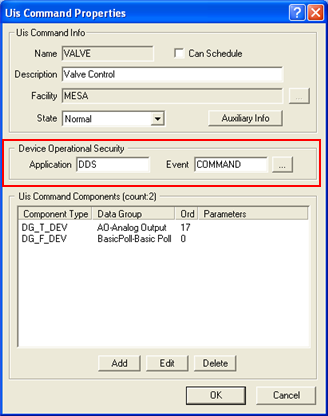 Uis Command Properties
Uis Command Info
Name VALVE Can Schedule
Description Valve Control
Facility MESA ...
State Normal Auxiliary Info
Device Operational Security
Application DDS Event COMMAND ...
Uis Command Components (count:2)
Component Type Data Group Ord Parameters
DG_T_DEV AO-Analog Output 17
DG_F_DEV BasicPoll-Basic Poll 0
Add Edit Delete
OK Cancel